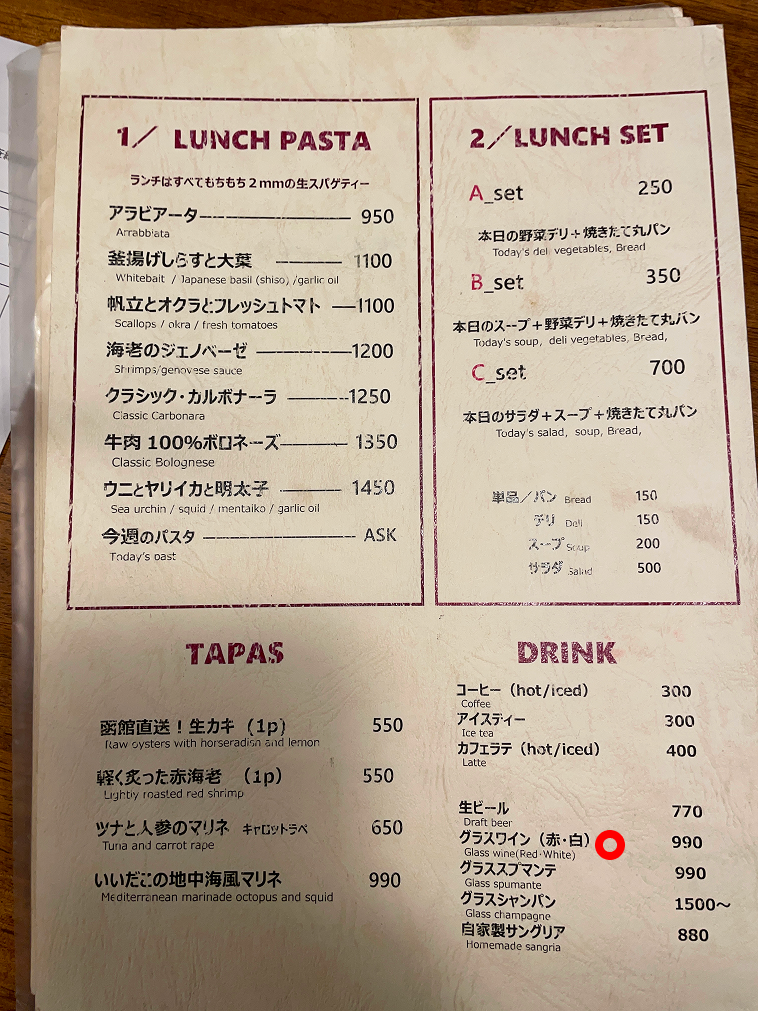 1／ LUNCH PASTA
ランチはすべてもちもち２mmの生スパゲティー
アラビアータ 950
Arrabbiata
釜揚げしらすと大葉 1100
Whitebait / Japanese basil (shiso) /garlic oil
帆立とオクラとフレッシュトマト 1100
Scallops / okra / fresh tomatoes
海老のジェノベーゼ 1200
Shrimps/genovese sauce
クラシック・カルボナーラ 1250
Classic Carbonara
牛肉 100%ボロネーズ 1350
Classic Bolognese
ウニとヤリイカと明太子 1450
Sea urchin / squid / mentaiko / garlic oil
今週のパスタ ASK
Today's past
2／LUNCH SET
A_set 250
本日の野菜デリ＋焼きたて丸パン
Today's deli vegetables, Bread
B_set 350
本日のスープ＋野菜デリ＋焼きたて丸パン
Today's soup, deli vegetables, Bread,
C_set 700
本日のサラダ＋スープ＋焼きたて丸パン
Today's salad, soup, Bread,
単品／パン Bread 150
デリ Deli 150
スープ Soup 200
サラダ Salad 500
TAPAS
函館直送！生カキ （1p） 550
Raw oysters with horseradish and lemon
軽く炙った赤海老 （1p） 550
Lightly roasted red shrimp
ツナと人参のマリネ キャロットラペ 650
Tuna and carrot rape
いいだこの地中海風マリネ 990
Mediterranean marinade octopus and squid
DRINK
コーヒー（hot/iced） 300
Coffee
アイスティー 300
Ice tea
カフェラテ（hot/iced） 400
Latte
生ビール 770
Draft beer
グラスワイン（赤・白） 990
Glass wine(Red･White)
グラススプマンテ 990
Glass spumante
グラスシャンパン 1500～
Glass champagne
自家製サングリア 880
Homemade sangria